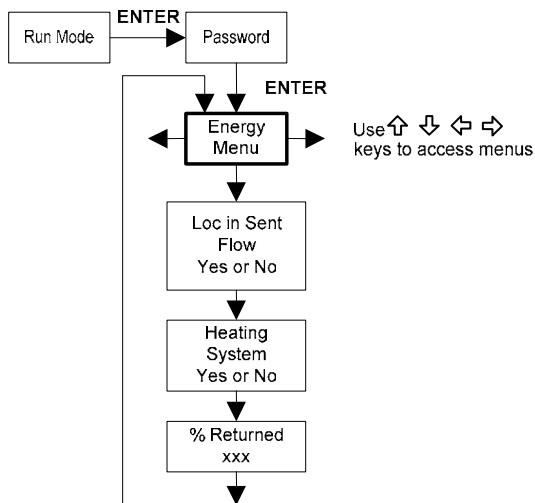 ENTER
Run Mode
Password
ENTER
Energy
Menu
Use
keys to access menus
Loc in Sent
Flow
Yes or No
Heating
System
Yes or No
% Returned
xxx